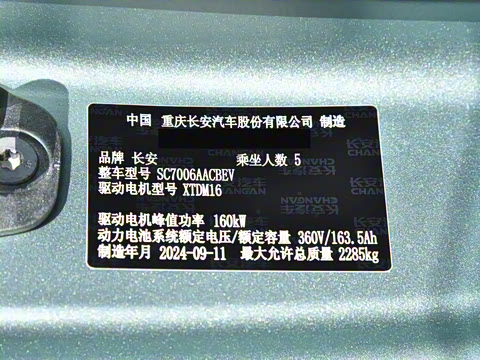 中国 重庆长安汽车股份有限公司 制造
品牌 长安 乘坐人数 5
整车型号 SC7006AACBEV
驱动电机型号 XTDM16
驱动电机峰值功率 160kW
动力电池系统额定电压/额定容量 360V/163.5Ah
制造年月 2024-09-11 最大允许总质量 2285kg